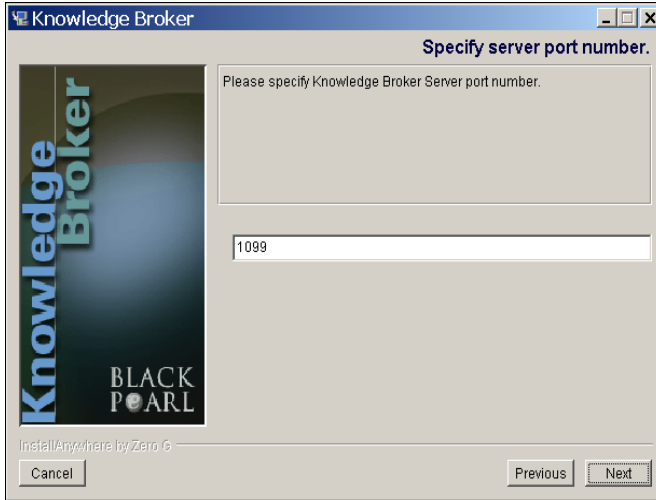 Knowledge Broker
Specify server port number.
Please specify Knowledge Broker Server port number.
Knowledge
Broker
1099
BLACK
PeARL
InstallAnywhere by Zero G
Cancel
Previous
Next